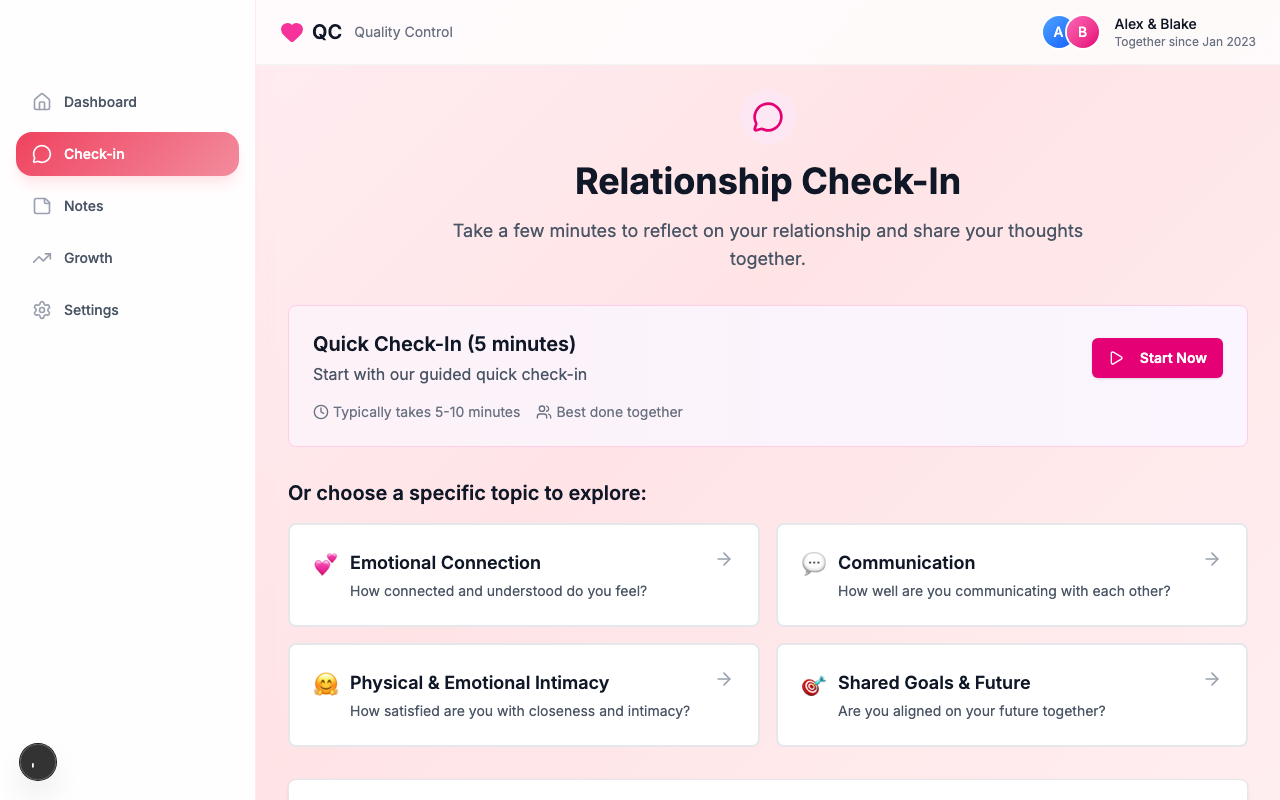 QC Quality Control
A B Alex & Blake
Together since Jan 2023
Dashboard
Check-in
Notes
Growth
Settings
Relationship Check-In
Take a few minutes to reflect on your relationship and share your thoughts
together.
Quick Check-In (5 minutes)
Start with our guided quick check-in
Typically takes 5-10 minutes Best done together
Start Now
Or choose a specific topic to explore:
Emotional Connection
How connected and understood do you feel?
Communication
How well are you communicating with each other?
Physical & Emotional Intimacy
How satisfied are you with closeness and intimacy?
Shared Goals & Future
Are you aligned on your future together?